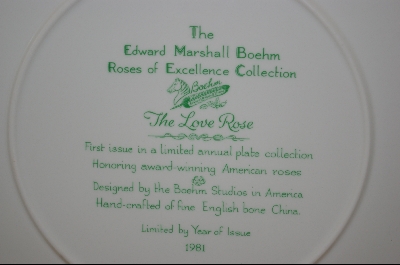 The
Edward Marshall Boehm
Roses of Excellence Collection
Boehm
The Love Rose
First issue in a limited annual plate collection
Honoring award-winning American roses
Designed by the Boehm Studios in America
Hand-crafted of fine English bone China.
Limited by Year of Issue
1981